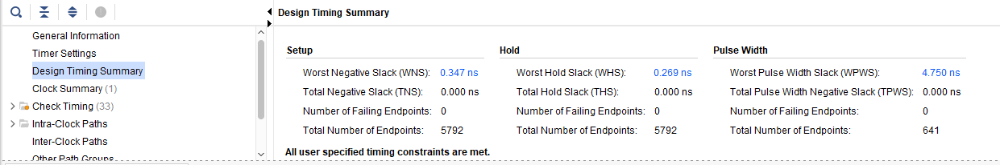 Design Timing Summary
General Information
Timer Settings
Design Timing Summary
Clock Summary (1)
Check Timing (33)
Intra-Clock Paths
Inter-Clock Paths
Other Path Groups
Setup
Worst Negative Slack (WNS): 0.347 ns
Total Negative Slack (TNS): 0.000 ns
Number of Failing Endpoints: 0
Total Number of Endpoints: 5792
Hold
Worst Hold Slack (WHS): 0.269 ns
Total Hold Slack (THS): 0.000 ns
Number of Failing Endpoints: 0
Total Number of Endpoints: 5792
Pulse Width
Worst Pulse Width Slack (WPWS): 4.750 ns
Total Pulse Width Negative Slack (TPWS): 0.000 ns
Number of Failing Endpoints: 0
Total Number of Endpoints: 641
All user specified timing constraints are met.